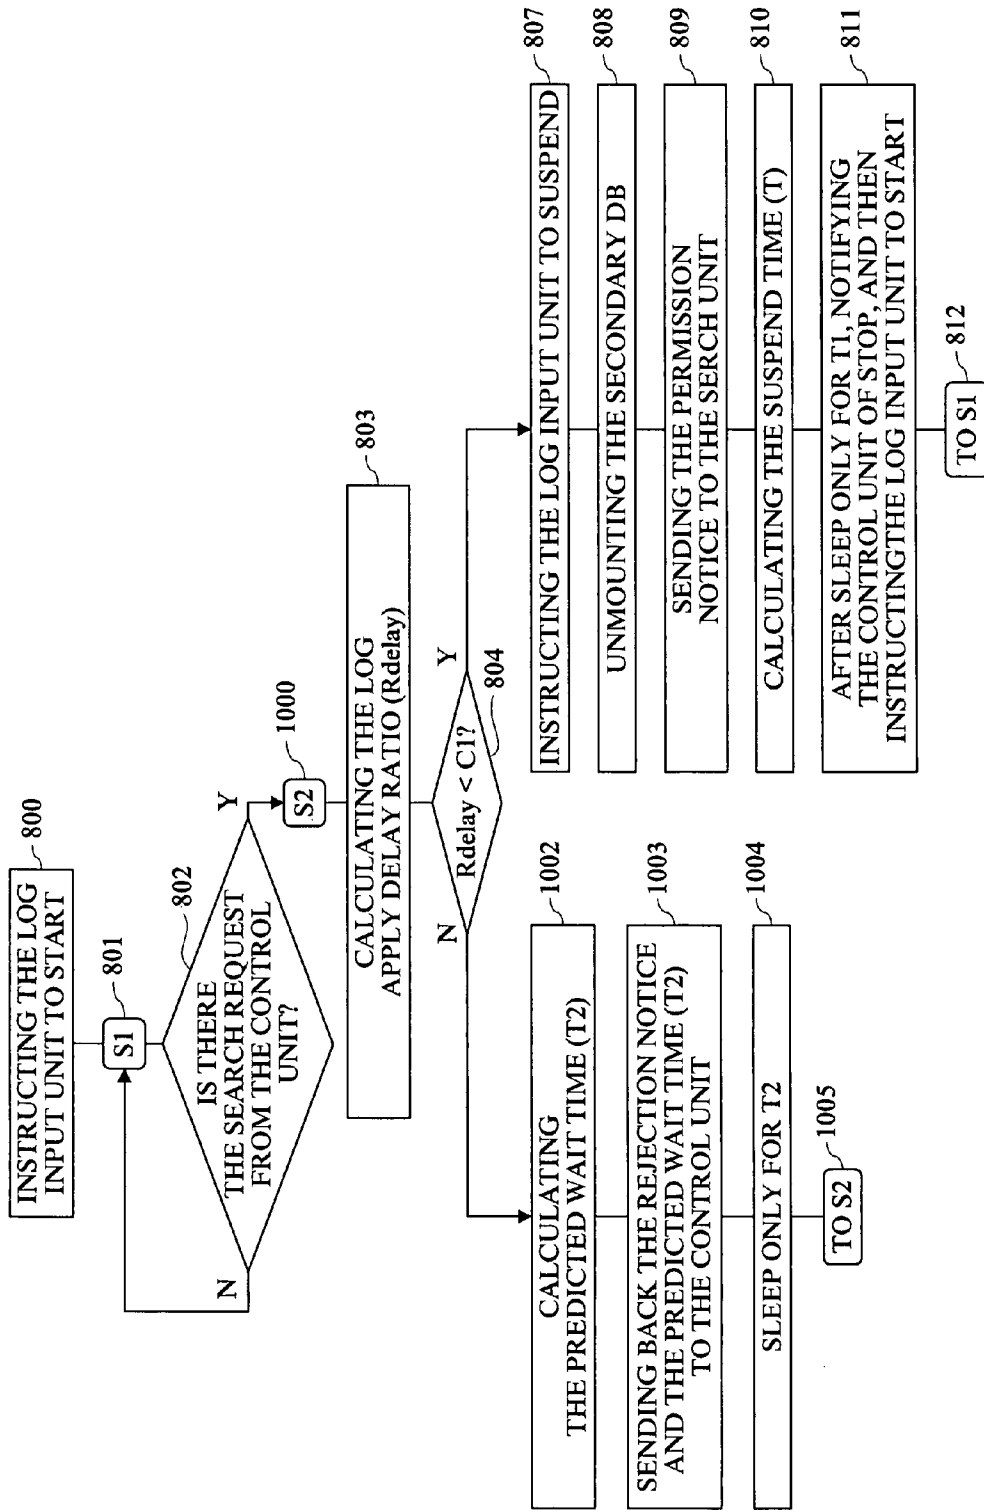 800
INSTRUCTING THE LOG
INPUT UNIT TO START
801
S1
802
IS THERE
THE SEARCH REQUEST
FROM THE CONTROL
UNIT?
N
Y
1000
S2
803
CALCULATING THE LOG
APPLY DELAY RATIO (Rdelay)
804
Rdelay < C1?
N
Y
1002
CALCULATING
THE PREDICTED WAIT TIME (T2)
1003
SENDING BACK THE REJECTION NOTICE
AND THE PREDICTED WAIT TIME (T2)
TO THE CONTROL UNIT
1004
SLEEP ONLY FOR T2
1005
TO S2
807
INSTRUCTING THE LOG INPUT UNIT TO SUSPEND
808
UNMOUNTING THE SECONDARY DB
809
SENDING THE PERMISSION
NOTICE TO THE SERCH UNIT
810
CALCULATING THE SUSPEND TIME (T)
811
AFTER SLEEP ONLY FOR T1, NOTIFYING
THE CONTROL UNIT OF STOP, AND THEN
INSTRUCTINGTHE LOG INPUT UNIT TO START
812
TO S1